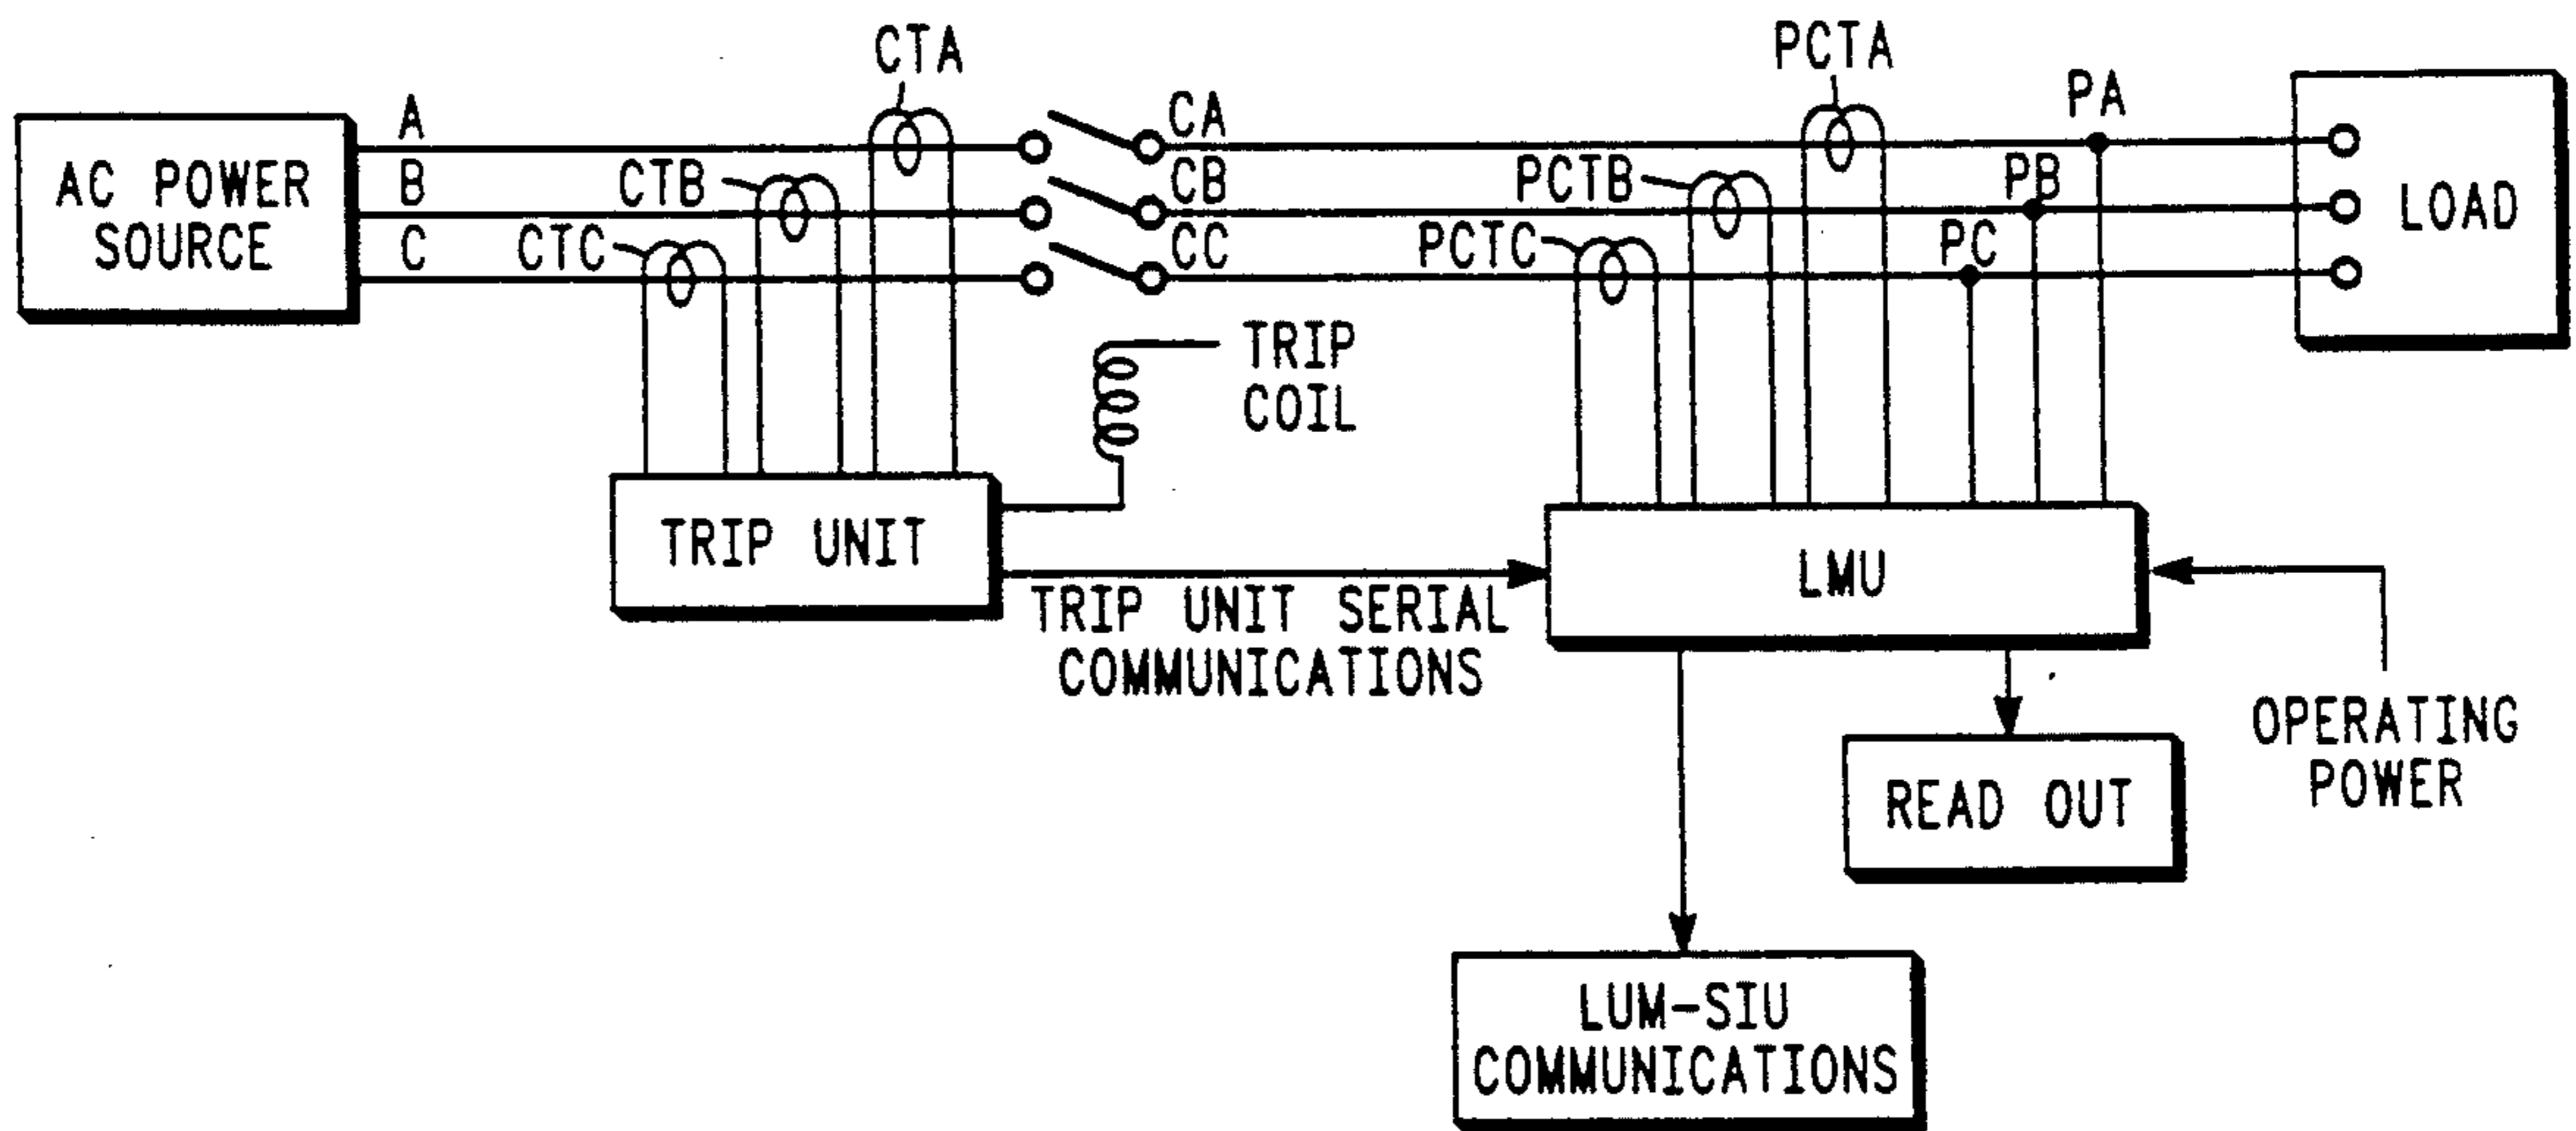 CTA
PCTA
PA
A
CA
AC POWER
SOURCE
B
CTB
CB
PCTB
PB
LOAD
C
CTC
CC
PCTC
PC
TRIP
COIL
TRIP UNIT
LMU
TRIP UNIT SERIAL
COMMUNICATIONS
OPERATING
POWER
READ OUT
LUM-SIU
COMMUNICATIONS